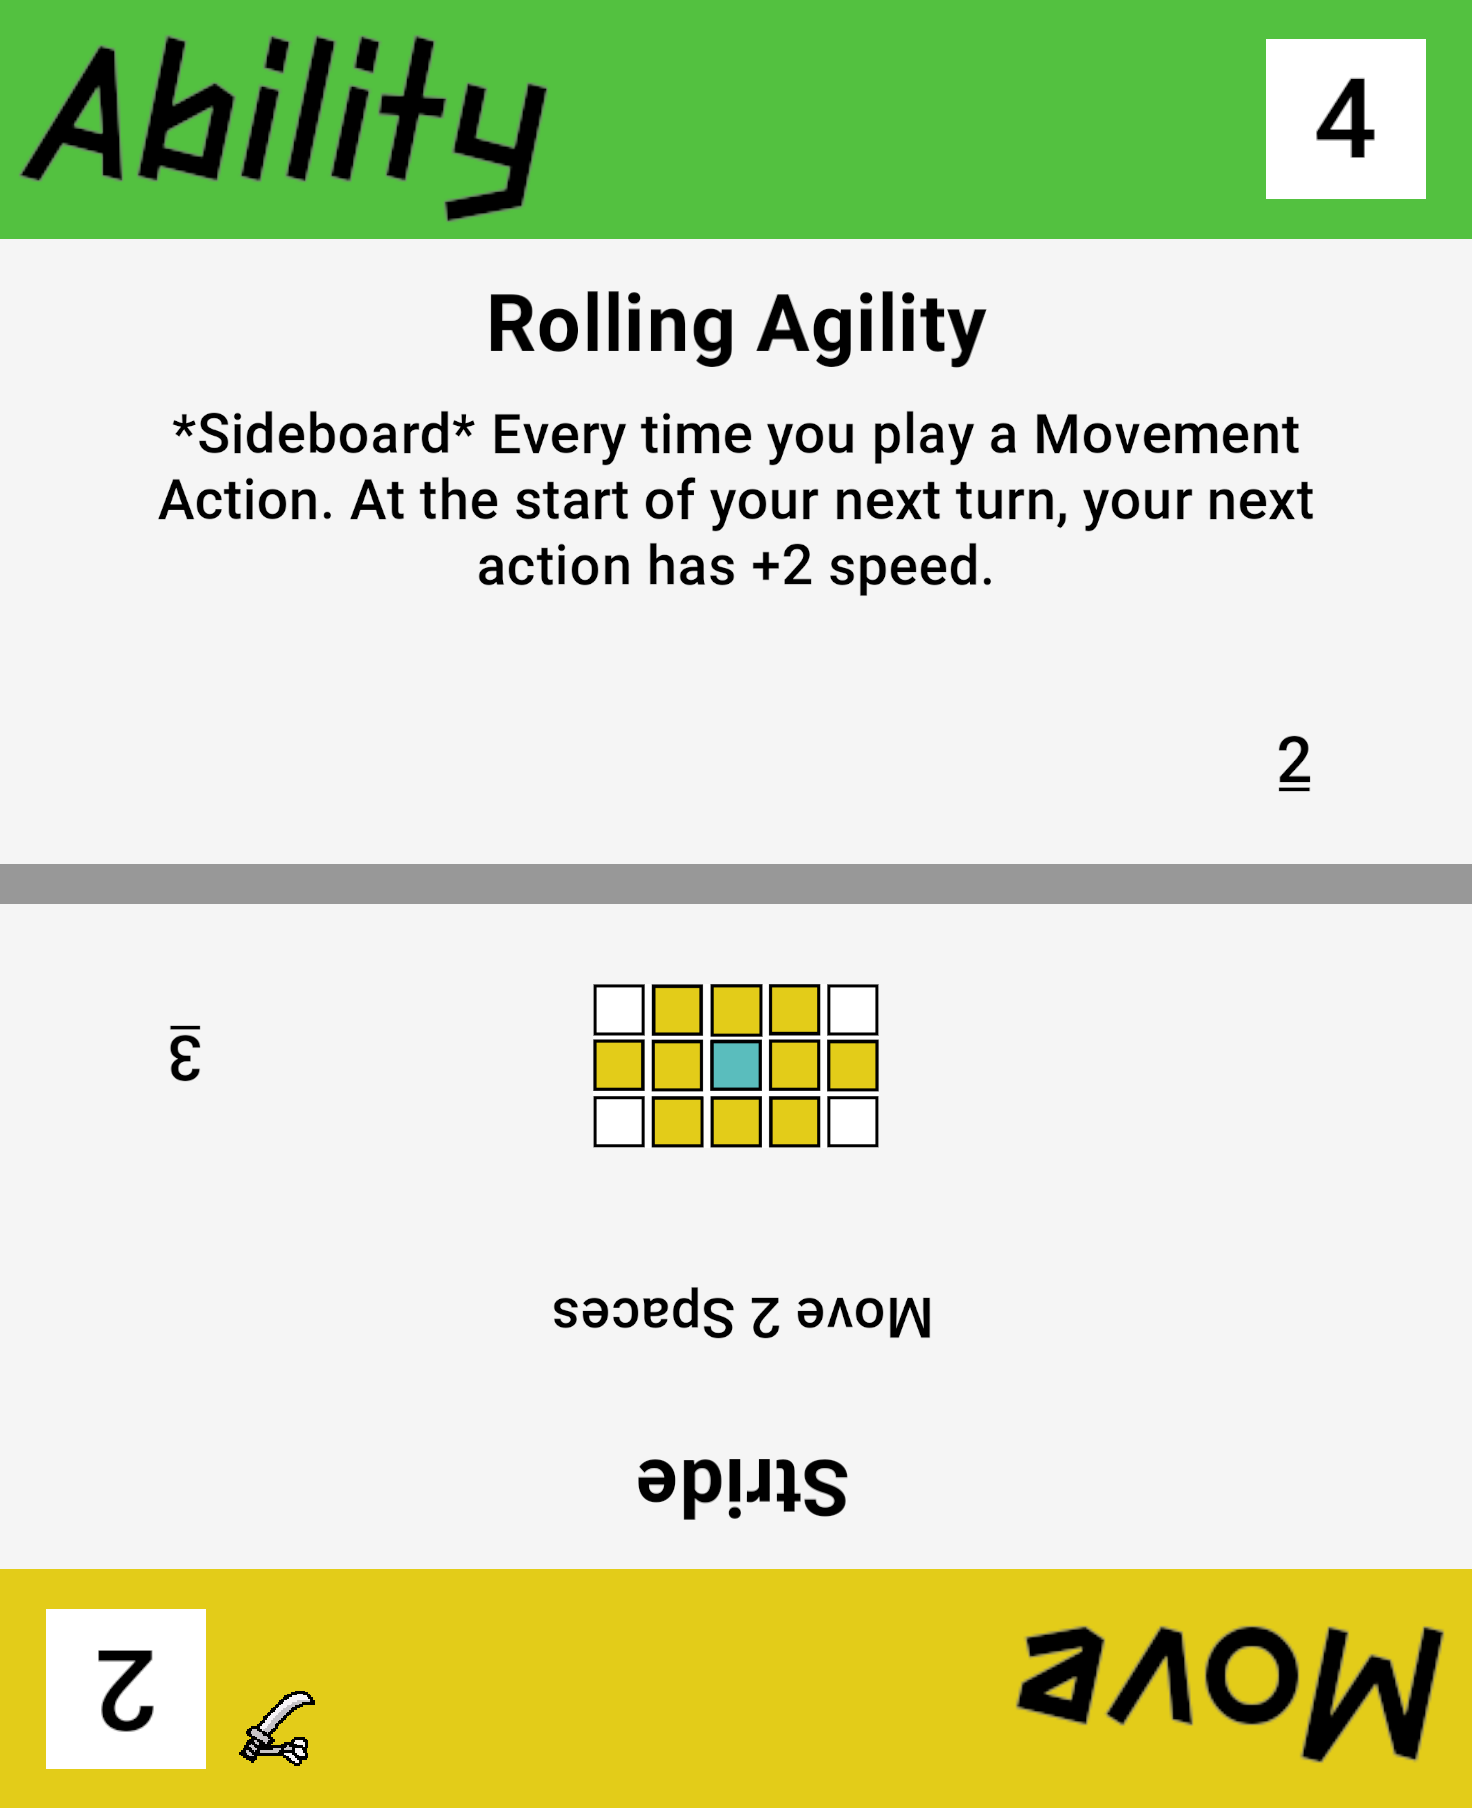 Ability
4
Rolling Agility
*Sideboard* Every time you play a Movement
Action. At the start of your next turn, your next
action has +2 speed.
2
Move
2
Stride
Move 2 Spaces
3